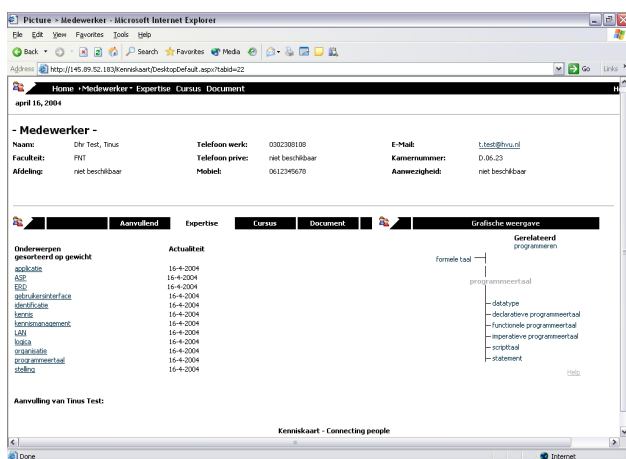 Picture > Medewerker - Microsoft Internet Explorer
File Edit View Favorites Tools Help
Back Search Favorites Media
Address http://145.89.52.183/Kenniskaart/DesktopDefault.aspx?tabid=22 Go Links
Home Medewerker Expertise Cursus Document
april 16, 2004
- Medewerker -
Naam: Dhr Test, Tinus Telefoon werk: 0302308108 E-Mail: t.test@hvu.nl
Faculteit: FNT Telefoon prive: niet beschikbaar Kamernummer: D.06.23
Afdeling: niet beschikbaar Mobiel: 0612345678 Aanwezigheid: niet beschikbaar
Aanvullend Expertise Cursus Document Grafische weergave
Onderwerpen
gesorteerd op gewicht Actualiteit
applicatie 16-4-2004
ASP 16-4-2004
ERD 16-4-2004
gebruikersinterface 16-4-2004
identificatie 16-4-2004
kennis 16-4-2004
kennismanagement 16-4-2004
LAN 16-4-2004
logica 16-4-2004
organisatie 16-4-2004
programmeertaal 16-4-2004
stelling 16-4-2004
Gerelateerd
programmeren
formele taal
programmeertaal
datatype
declaratieve programmeertaal
functionele programmeertaal
imperatieve programmeertaal
scripttaal
statement
Help
Aanvulling van Tinus Test:
Kenniskaart - Connecting people
Done Internet